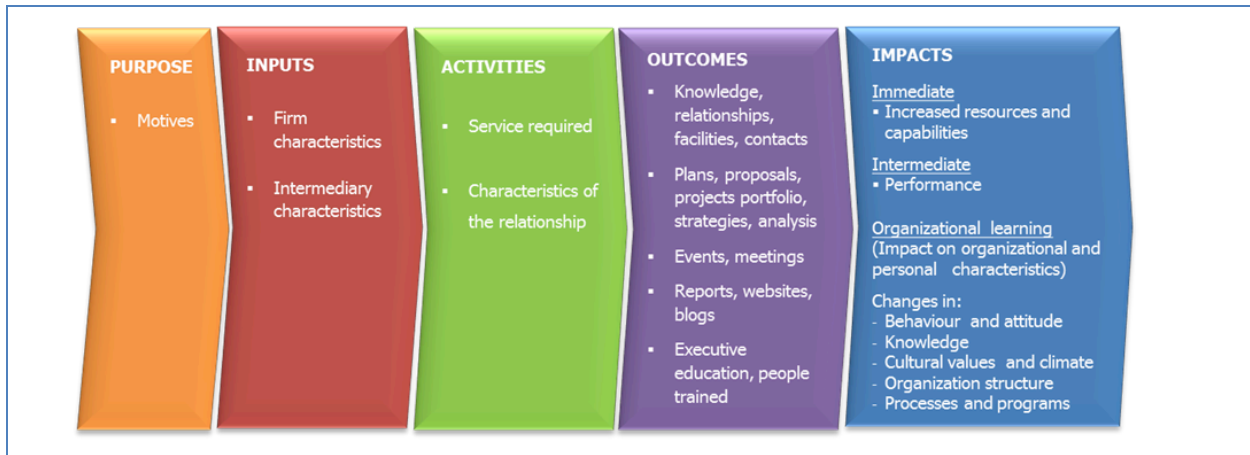 PURPOSE
▪ Motives
INPUTS
▪ Firm
characteristics
▪ Intermediary
characteristics
ACTIVITIES
▪ Service required
▪ Characteristics of
the relationship
OUTCOMES
▪ Knowledge,
relationships,
facilities, contacts
▪ Plans, proposals,
projects portfolio,
strategies, analysis
▪ Events, meetings
▪ Reports, websites,
blogs
▪ Executive
education, people
trained
IMPACTS
Immediate
▪ Increased resources and
capabilities
Intermediate
▪ Performance
Organizational learning
(Impact on organizational and
personal characteristics)
Changes in:
- Behaviour and attitude
- Knowledge
- Cultural values and climate
- Organization structure
- Processes and programs